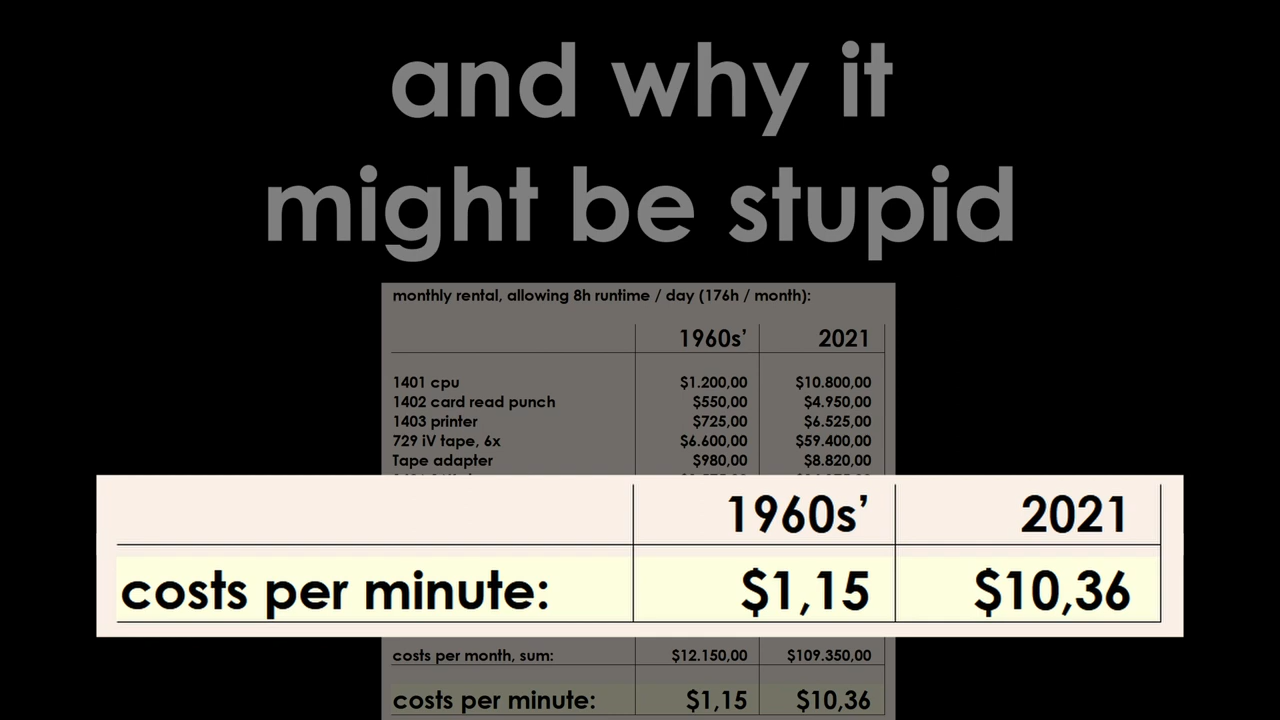 and why it
might be stupid
monthly rental, allowing 8h runtime / day (176h / month):
1960s’ 2021
1401 cpu $1.200,00 $10.800,00
1402 card read punch $550,00 $4.950,00
1403 printer $725,00 $6.525,00
729 iV tape, 6x $6.600,00 $59.400,00
Tape adapter $980,00 $8.820,00
1960s’ 2021
costs per minute: $1,15 $10,36
costs per month, sum: $12.150,00 $109.350,00
costs per minute: $1,15 $10,36